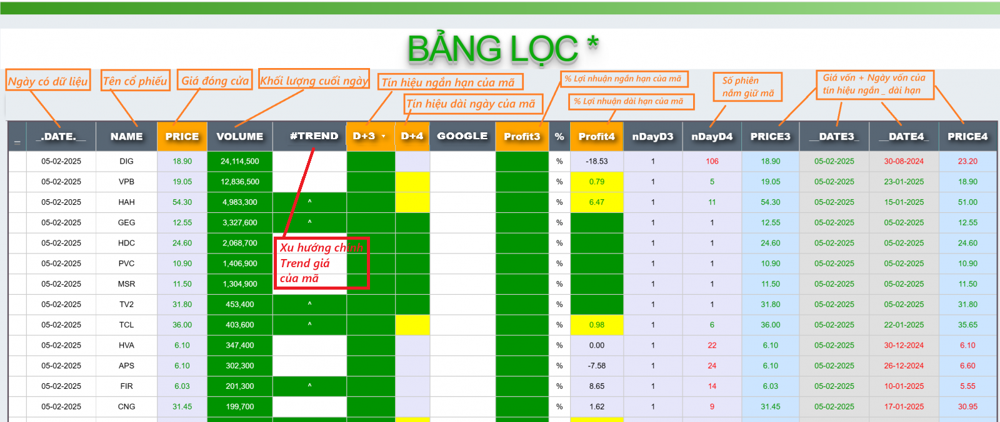 BẢNG LỌC *
Ngày có dữ liệu
Tên cổ phiếu
Giá đóng cửa
Khối lượng cuối ngày
Tín hiệu ngắn hạn của mã
Tín hiệu dài ngày của mã
% Lợi nhuận ngắn hạn của mã
% Lợi nhuận dài hạn của mã
Số phiên
nắm giữ mã
Giá vốn + Ngày vốn của
tín hiệu ngắn _ dài hạn
= _.DATE.__ NAME PRICE VOLUME #TREND D+3 ▼ D+4 GOOGLE Profit3 % Profit4 nDayD3 nDayD4 PRICE3 __DATE3_ __DATE4_ PRICE4
05-02-2025 DIG 18.90 24,114,500 % -18.53 1 106 18.90 05-02-2025 30-08-2024 23.20
05-02-2025 VPB 19.05 12,836,500 % 0.79 1 5 19.05 05-02-2025 23-01-2025 18.90
05-02-2025 HAH 54.30 4,983,300 ^ % 6.47 1 11 54.30 05-02-2025 15-01-2025 51.00
05-02-2025 GEG 12.55 3,327,600 ^ % 1 1 12.55 05-02-2025 05-02-2025 12.55
05-02-2025 HDC 24.60 2,068,700 % 1 1 24.60 05-02-2025 05-02-2025 24.60
05-02-2025 PVC 10.90 1,406,900 % 1 1 10.90 05-02-2025 05-02-2025 10.90
05-02-2025 MSR 11.50 1,304,900 % 1 1 11.50 05-02-2025 05-02-2025 11.50
05-02-2025 TV2 31.80 453,400 ^ % 1 1 31.80 05-02-2025 05-02-2025 31.80
05-02-2025 TCL 36.00 403,600 ^ % 0.98 1 6 36.00 05-02-2025 22-01-2025 35.65
05-02-2025 HVA 6.10 347,400 % 0.00 1 22 6.10 05-02-2025 30-12-2024 6.10
05-02-2025 APS 6.10 302,300 % -7.58 1 24 6.10 05-02-2025 26-12-2024 6.60
05-02-2025 FIR 6.03 201,300 ^ % 8.65 1 14 6.03 05-02-2025 10-01-2025 5.55
05-02-2025 CNG 31.45 199,700 % 1.62 1 9 31.45 05-02-2025 17-01-2025 30.95
Xu hướng chính
Trend giá
của mã